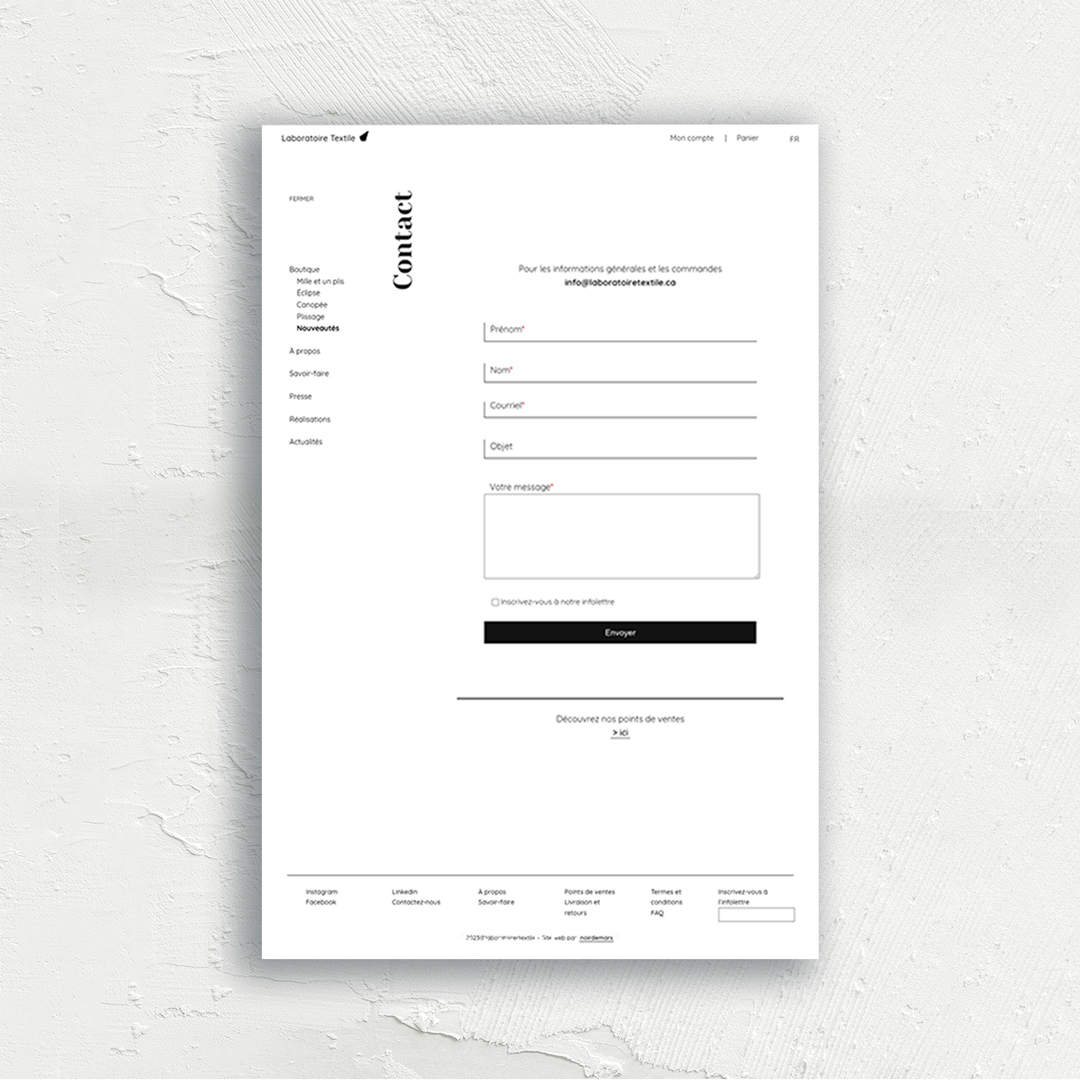 Laboratoire Textile
Mon compte | Panier FR
FERMER
Contact
Boutique
Mille et un plis
Éclipse
Canopée
Plissage
Nouveautés
À propos
Savoir-faire
Presse
Réalisations
Actualités
Pour les informations générales et les commandes
info@laboratoiretextile.ca
Prénom*
Nom*
Courriel*
Objet
Votre message*
Inscrivez-vous à notre infolettre
Envoyer
Découvrez nos points de ventes
> ici
Instagram
Facebook
Linkedin
Contactez-nous
À propos
Savoir-faire
Points de ventes
Livraison et
retours
Termes et
conditions
FAQ
Inscrivez-vous à
l'infolettre
Site web par noirdemars